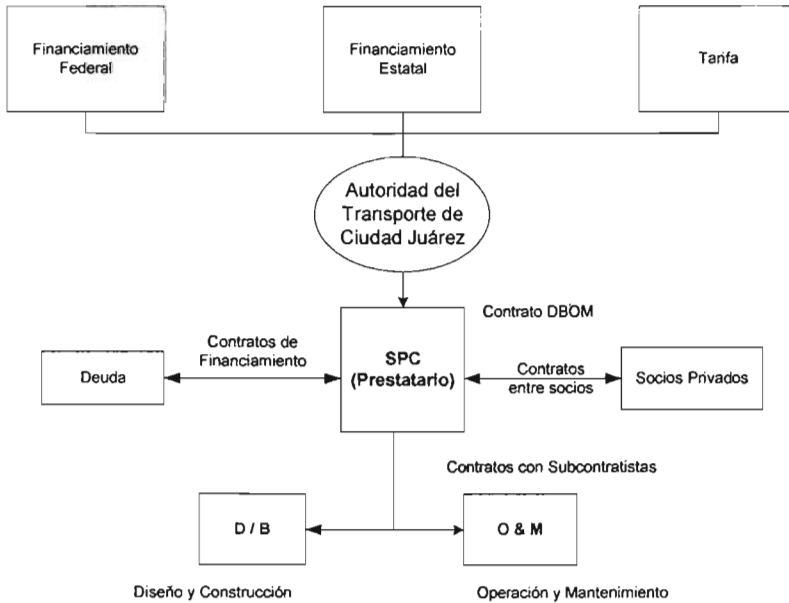 Financiamiento
Federal
Financiamiento
Estatal
Tarifa
Autoridad del
Transporte de
Ciudad Juárez
Contrato DBOM
Contratos de
Financiamiento
Deuda
SPC
(Prestatario)
Contratos
entre socios
Socios Privados
Contratos con Subcontratistas
D / B
O & M
Diseño y Construcción
Operación y Mantenimiento